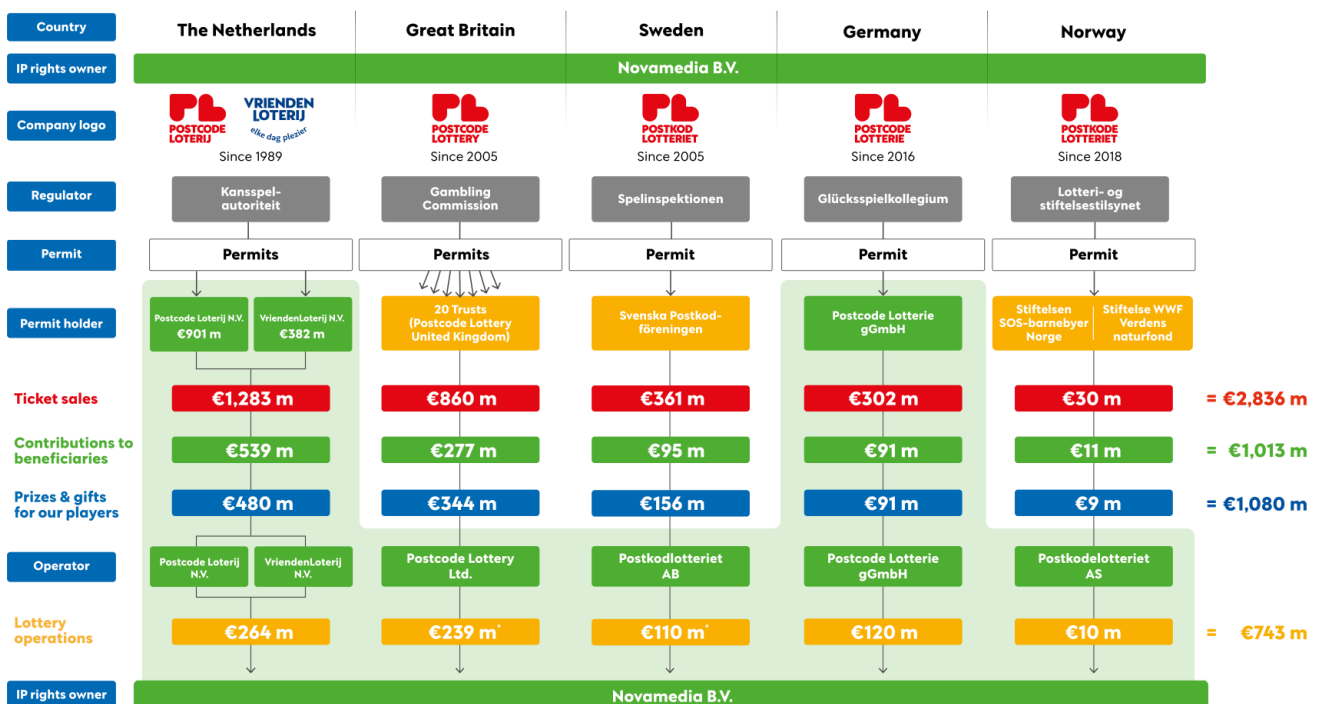 Country
The Netherlands
Great Britain
Sweden
Germany
Norway
IP rights owner
Novamedia B.V.
Company logo
POSTCODE
LOTERIJ
VRIENDEN
LOTERIJ
elke dag plezier
POSTCODE
LOTTERY
POSTKOD
LOTTERIET
POSTCODE
LOTTERIE
POSTKODE
LOTTERIET
Since 1989
Since 2005
Since 2005
Since 2016
Since 2018
Regulator
Kansspel-
autoriteit
Gambling
Commission
Spelinspektionen
Glücksspielkollegium
Lotteri- og
stiftelsestilsynet
Permit
Permits
Permits
Permit
Permit
Permit
Permit holder
Postcode Loterij N.V.
€901 m
VriendenLoterij N.V.
€382 m
20 Trusts
(Postcode Lottery
United Kingdom)
Svenska Postkod-
föreningen
Postcode Lotterie
gGmbH
Stiftelsen
SOS-barnebyer
Norge
Stiftelse WWF
Verdens
naturfond
Ticket sales
€1,283 m
€860 m
€361 m
€302 m
€30 m
= €2,836 m
Contributions to
beneficiaries
€539 m
€277 m
€95 m
€91 m
€11 m
= €1,013 m
Prizes & gifts
for our players
€480 m
€344 m
€156 m
€91 m
€9 m
= €1,080 m
Operator
Postcode Loterij
N.V.
VriendenLoterij
N.V.
Postcode Lottery
Ltd.
Postkodlotteriet
AB
Postcode Lotterie
gGmbH
Postkodelotteriet
AS
Lottery
operations
€264 m
€239 m*
€110 m*
€120 m
€10 m
= €743 m
IP rights owner
Novamedia B.V.